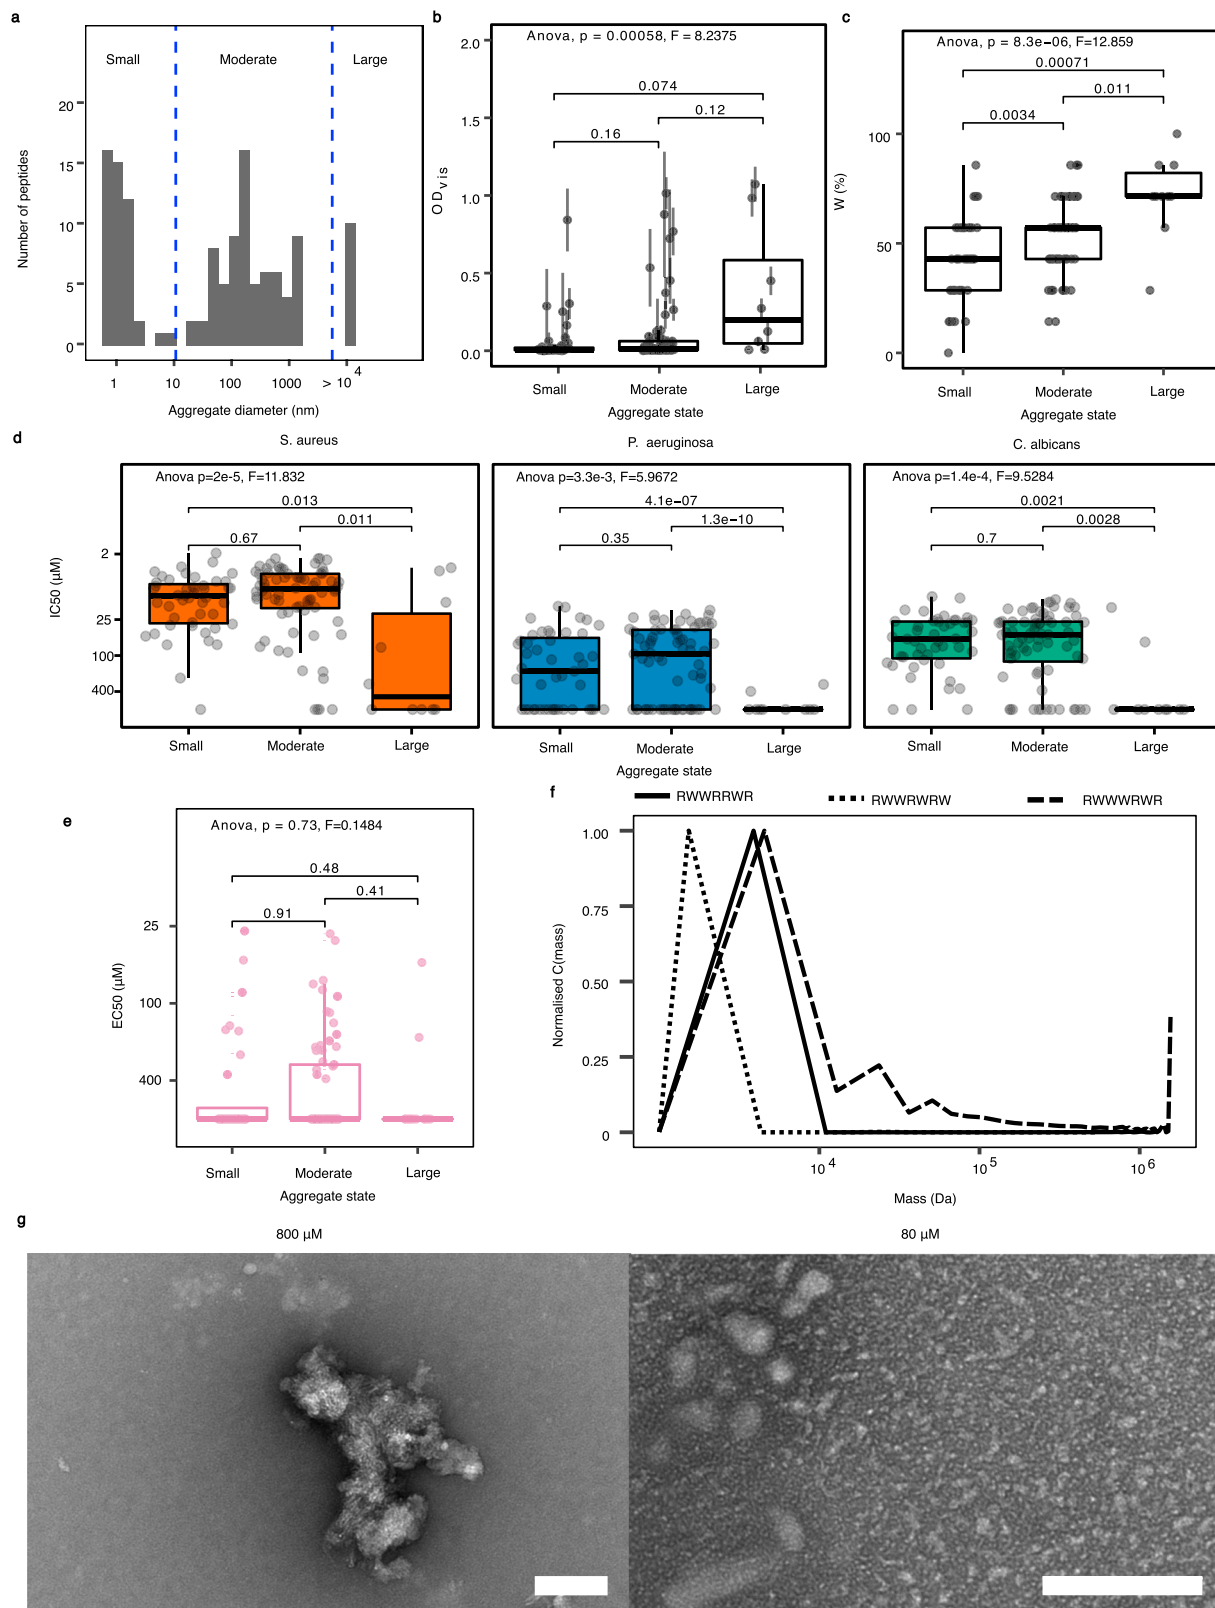 a
Small
Moderate
Large
Number of peptides
20
15
10
5
0
1
10
100
1000
> 10 4
Aggregate diameter (nm)
b
Anova, p = 0.00058, F = 8.2375
0.074
0.12
0.16
OD vis
2.0
1.5
1.0
0.5
0.0
Small
Moderate
Large
Aggregate state
c
Anova, p = 8.3e−06, F=12.859
0.00071
0.011
0.0034
W (%)
100
50
0
Small
Moderate
Large
Aggregate state
d
S. aureus
P. aeruginosa
C. albicans
Anova p=2e-5, F=11.832
0.013
0.011
0.67
IC50 (µM)
2
25
100
400
Small
Moderate
Large
Anova p=3.3e-3, F=5.9672
4.1e−07
1.3e−10
0.35
Small
Moderate
Large
Aggregate state
Anova p=1.4e-4, F=9.5284
0.0021
0.0028
0.7
Small
Moderate
Large
e
Anova, p = 0.73, F=0.1484
0.48
0.41
0.91
EC50 (µM)
25
100
400
Small
Moderate
Large
Aggregate state
f
RWWRRWR
RWWRWRW
RWWWRWR
Normalised C(mass)
1.00
0.75
0.50
0.25
0
10 4
10 5
10 6
Mass (Da)
g
800 µM
80 µM